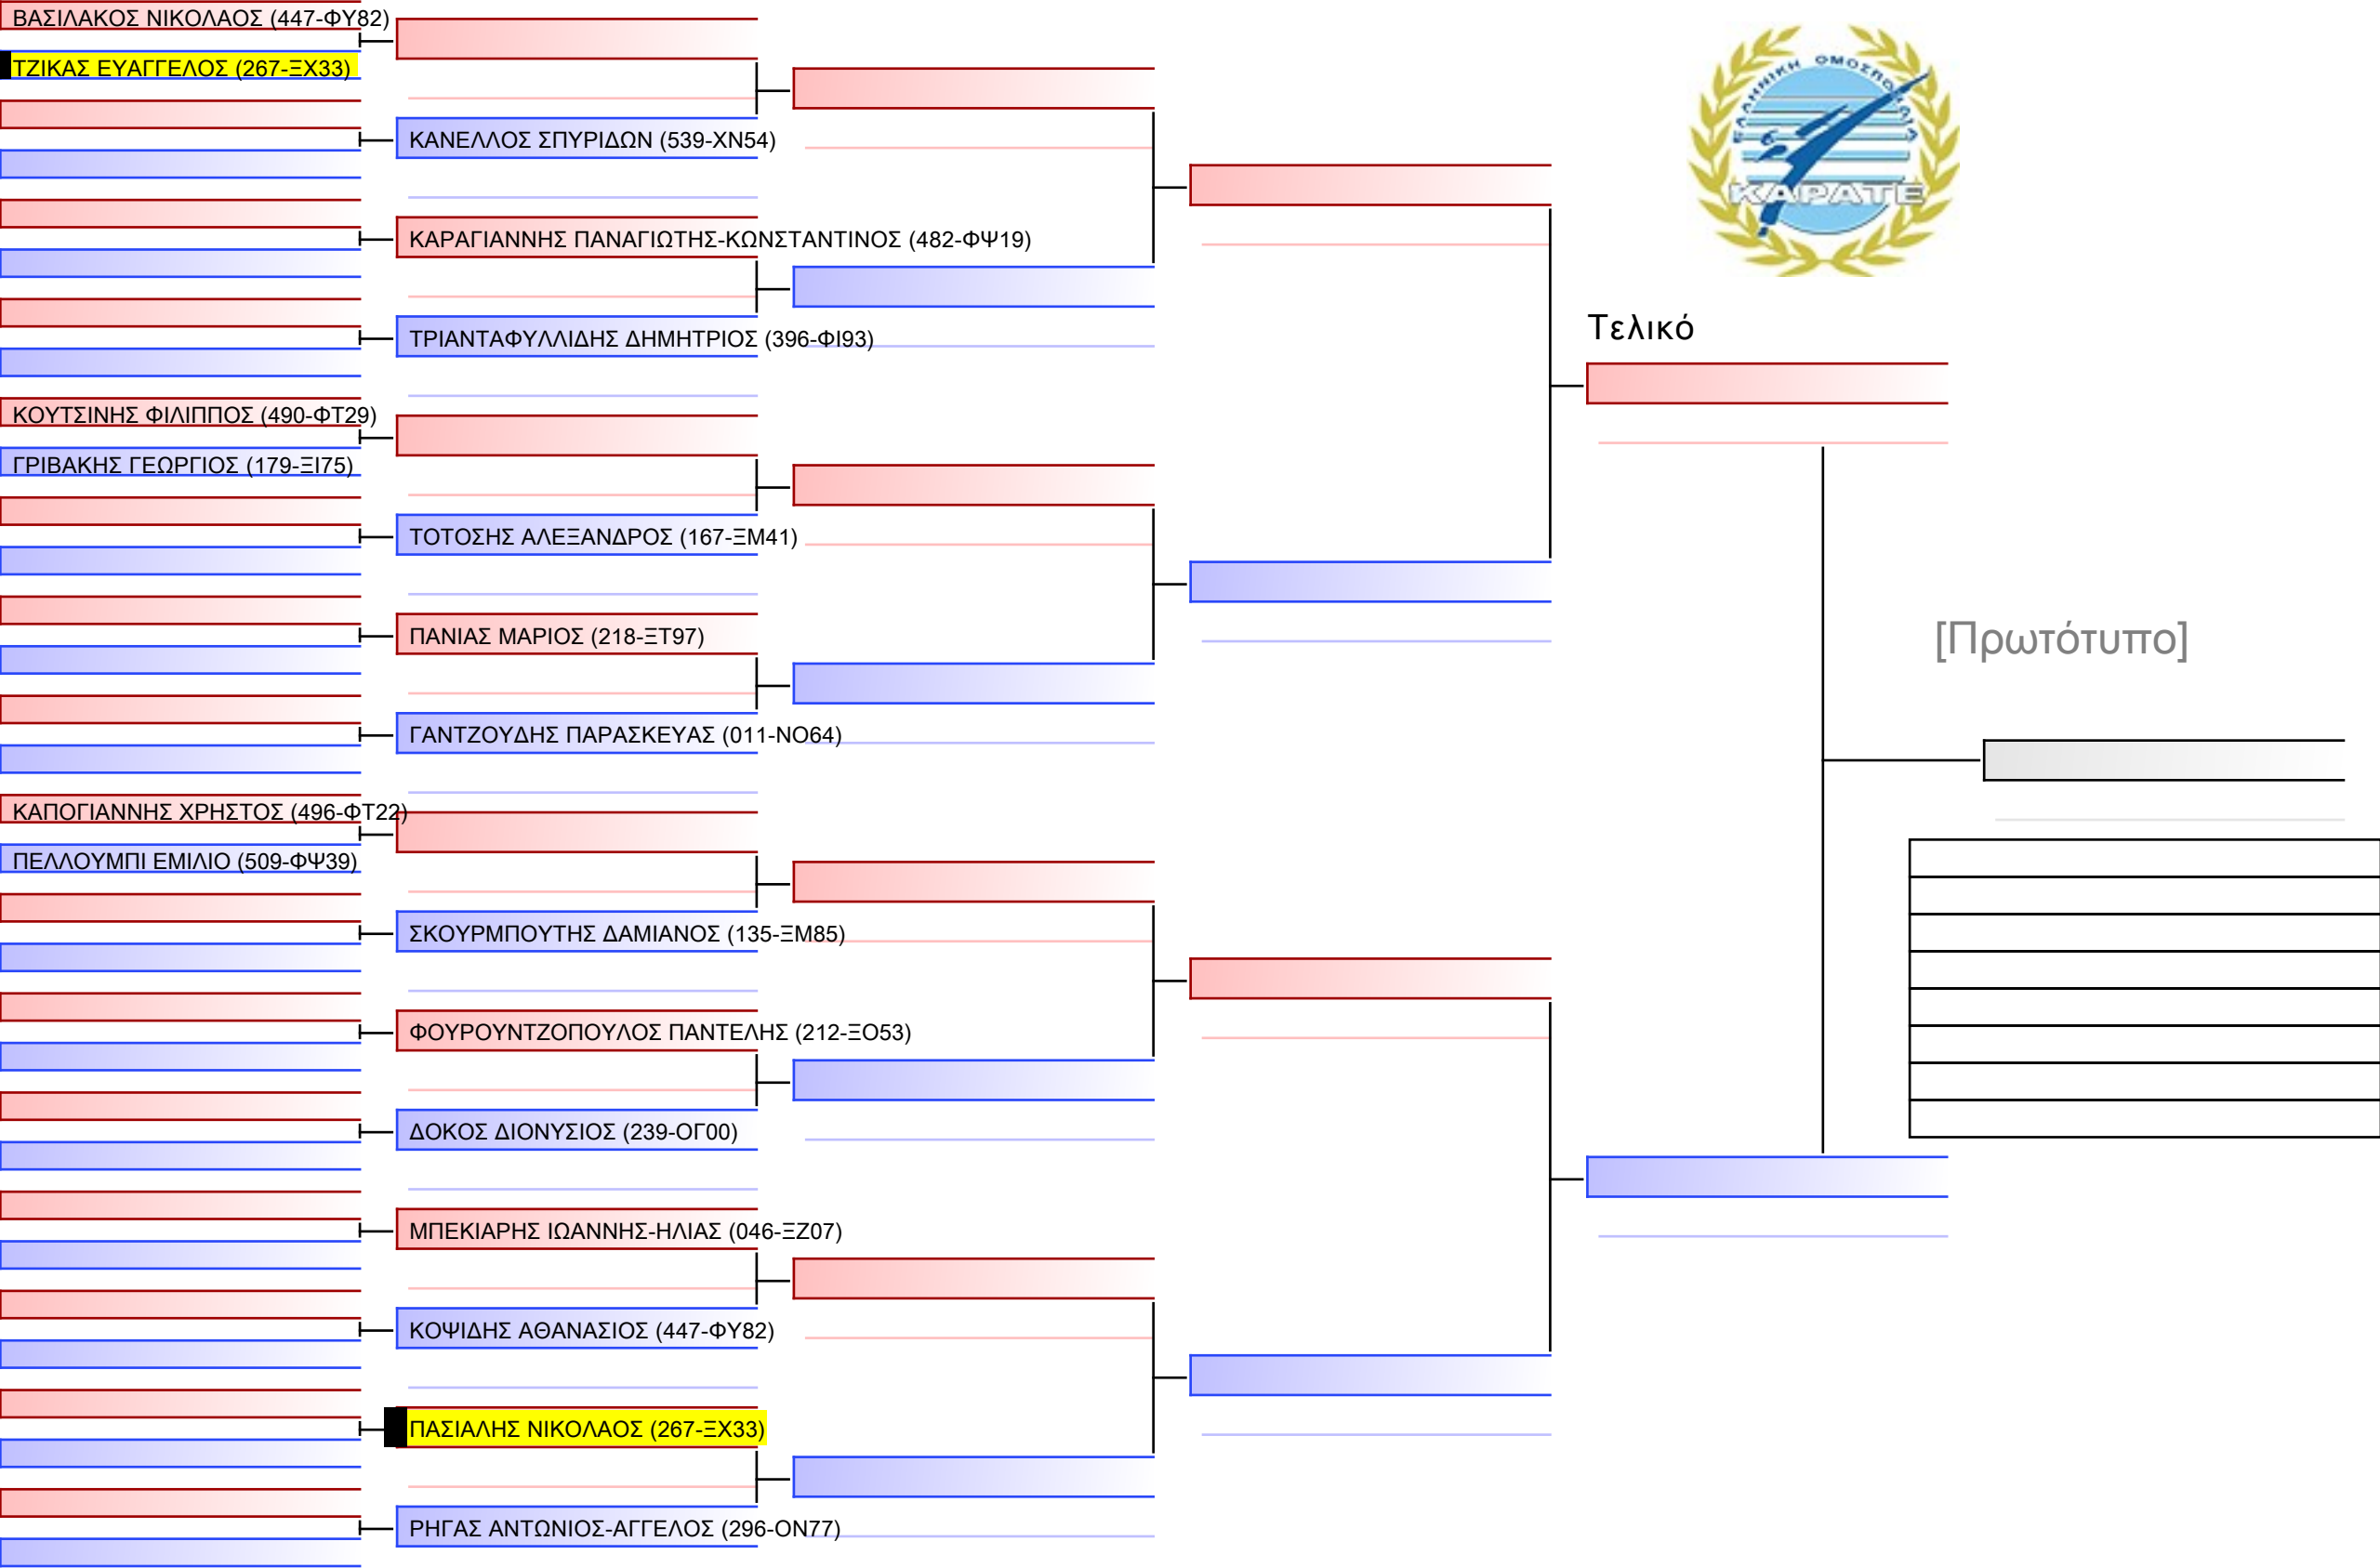 ΒΑΣΙΛΑΚΟΣ ΝΙΚΟΛΑΟΣ (447-ΦΥ82)
ΤΖΙΚΑΣ ΕΥΑΓΓΕΛΟΣ (267-ΞΧ33)
ΚΑΝΕΛΛΟΣ ΣΠΥΡΙΔΩΝ (539-ΧΝ54)
ΚΑΡΑΓΙΑΝΝΗΣ ΠΑΝΑΓΙΩΤΗΣ-ΚΩΝΣΤΑΝΤΙΝΟΣ (482-ΦΨ19)
ΤΡΙΑΝΤΑΦΥΛΛΙΔΗΣ ΔΗΜΗΤΡΙΟΣ (396-ΦΙ93)
ΚΟΥΤΣΙΝΗΣ ΦΙΛΙΠΠΟΣ (490-ΦΤ29)
ΓΡΙΒΑΚΗΣ ΓΕΩΡΓΙΟΣ (179-ΞΙ75)
ΤΟΤΟΣΗΣ ΑΛΕΞΑΝΔΡΟΣ (167-ΞΜ41)
ΠΑΝΙΑΣ ΜΑΡΙΟΣ (218-ΞΤ97)
ΓΑΝΤΖΟΥΔΗΣ ΠΑΡΑΣΚΕΥΑΣ (011-ΝΟ64)
ΚΑΠΟΓΙΑΝΝΗΣ ΧΡΗΣΤΟΣ (496-ΦΤ22)
ΠΕΛΛΟΥΜΠΙ ΕΜΙΛΙΟ (509-ΦΨ39)
ΣΚΟΥΡΜΠΟΥΤΗΣ ΔΑΜΙΑΝΟΣ (135-ΞΜ85)
ΦΟΥΡΟΥΝΤΖΟΠΟΥΛΟΣ ΠΑΝΤΕΛΗΣ (212-ΞΟ53)
ΔΟΚΟΣ ΔΙΟΝΥΣΙΟΣ (239-ΟΓ00)
ΜΠΕΚΙΑΡΗΣ ΙΩΑΝΝΗΣ-ΗΛΙΑΣ (046-ΞΖ07)
ΚΟΨΙΔΗΣ ΑΘΑΝΑΣΙΟΣ (447-ΦΥ82)
ΠΑΣΙΑΛΗΣ ΝΙΚΟΛΑΟΣ (267-ΞΧ33)
ΡΗΓΑΣ ΑΝΤΩΝΙΟΣ-ΑΓΓΕΛΟΣ (296-ΟΝ77)
ΕΛΛΗΝΙΚΗ ΟΜΟΣΠΟΝΔΙΑ
ΚΑΡΑΤΕ
Τελικό
[Πρωτότυπο]